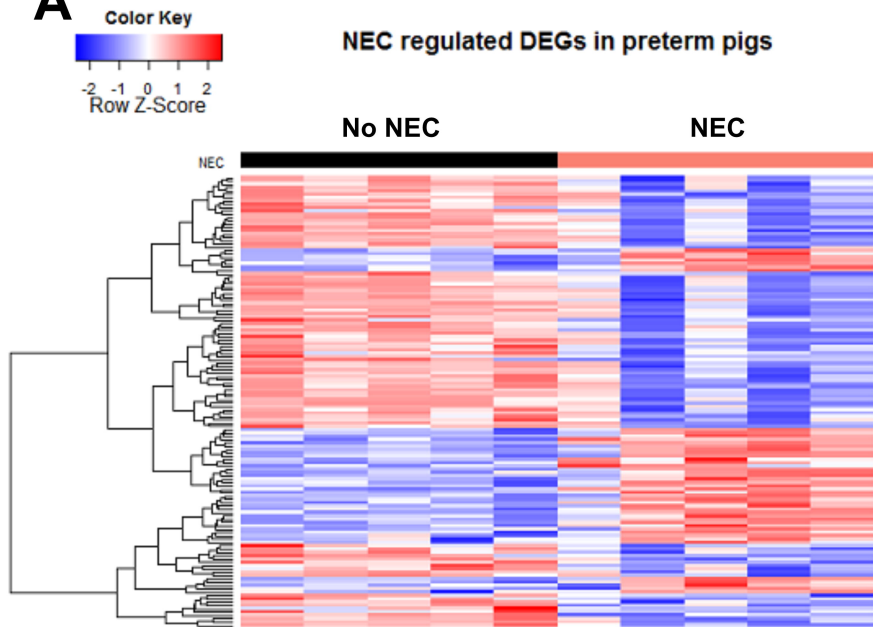 A
Color Key
-2 -1 0 1 2
Row Z-Score
NEC regulated DEGs in preterm pigs
No NEC
NEC
NEC